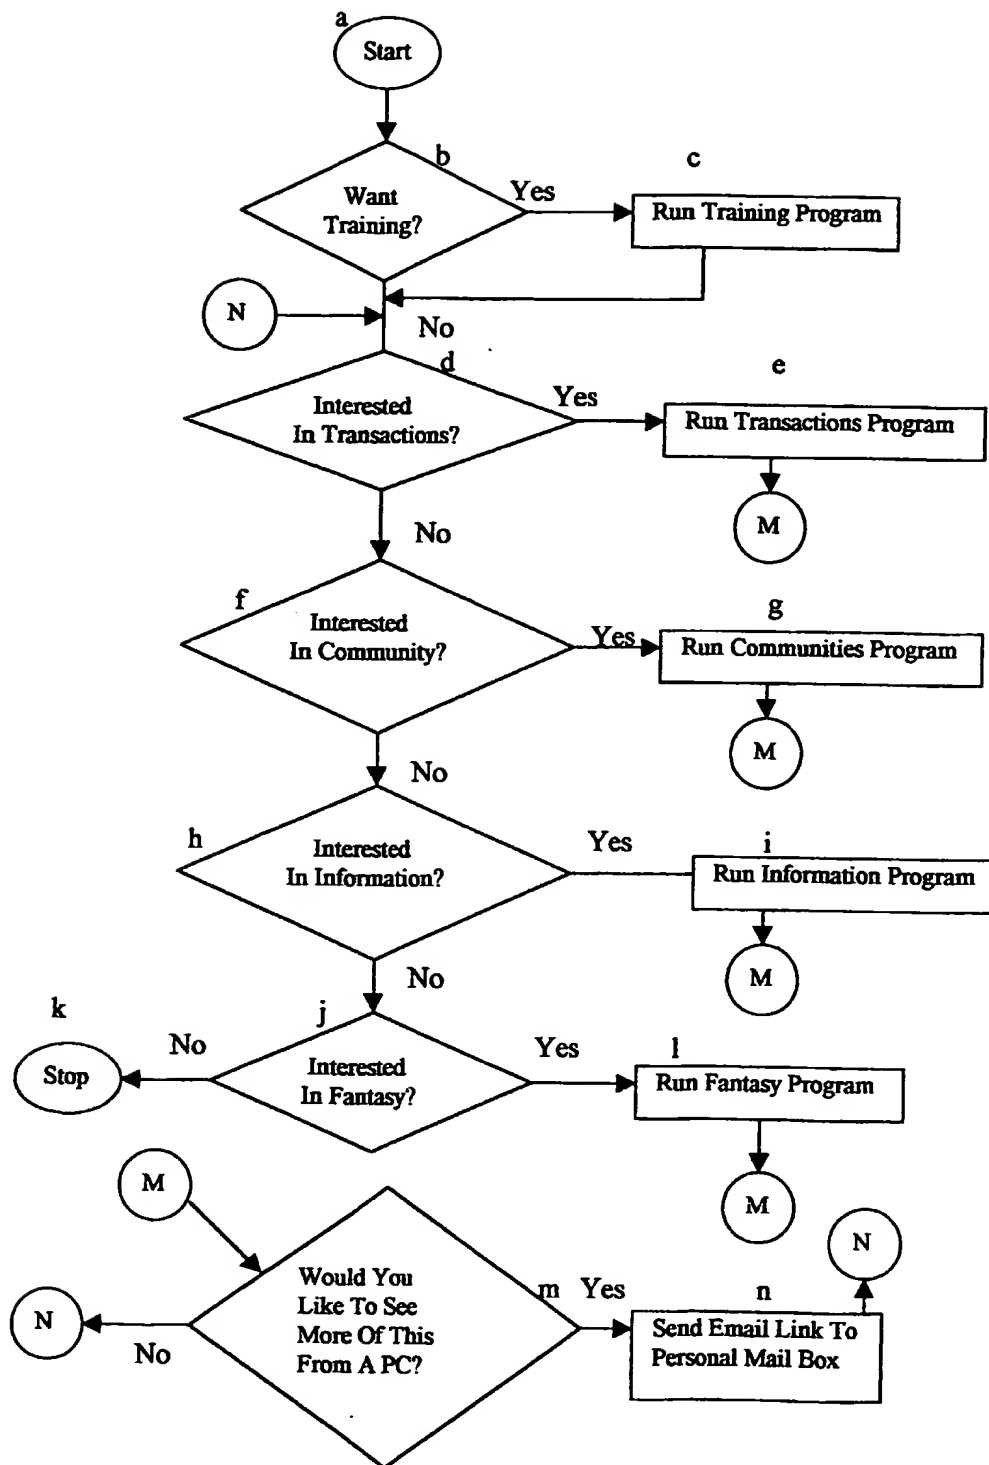 a
Start
b
Want
Training?
Yes
c
Run Training Program
N
No
d
Interested
In Transactions?
Yes
e
Run Transactions Program
M
No
f
Interested
In Community?
Yes
g
Run Communities Program
M
No
h
Interested
In Information?
Yes
i
Run Information Program
M
No
k
Stop
No
j
Interested
In Fantasy?
Yes
l
Run Fantasy Program
M
M
N
No
Would You
Like To See
More Of This
From A PC?
m
Yes
n
Send Email Link To
Personal Mail Box
N